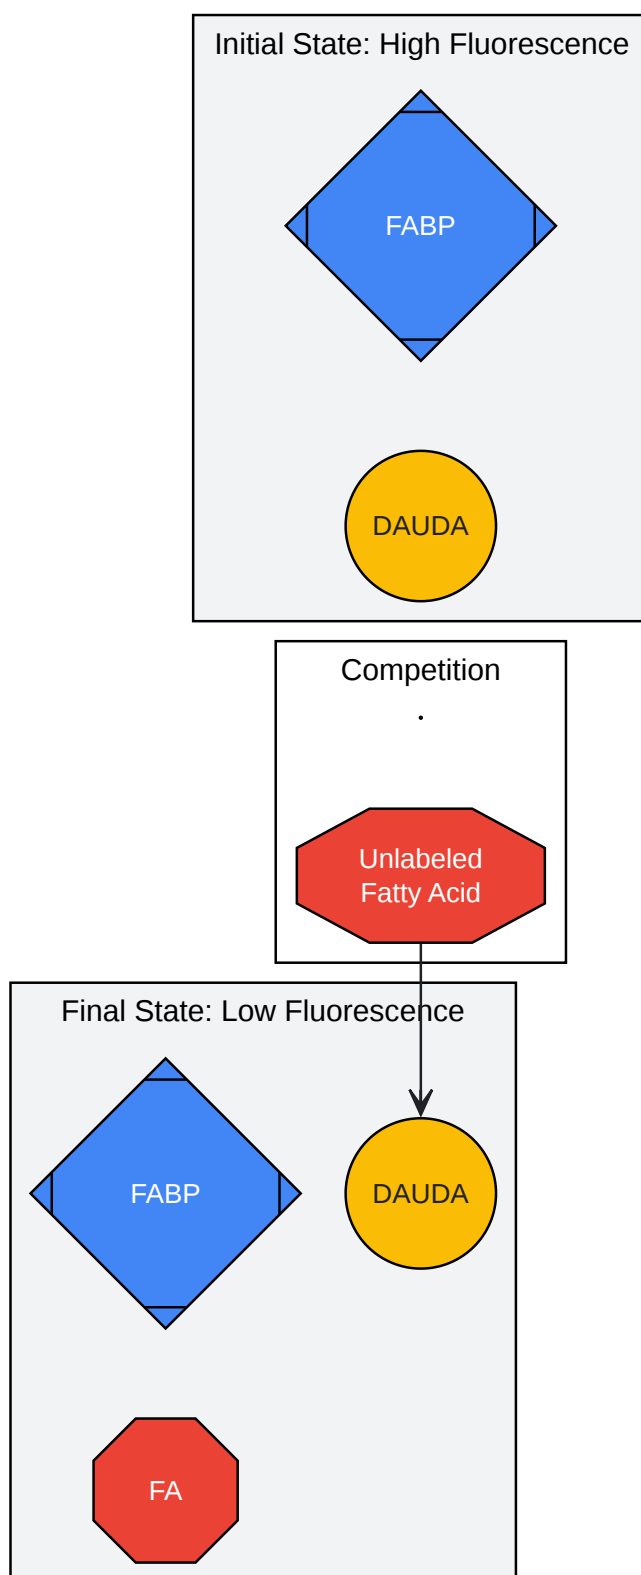 Initial State: High Fluorescence
FABP
DAUDA
Competition
.
Unlabeled
Fatty Acid
Final State: Low Fluorescence
FABP
DAUDA
FA